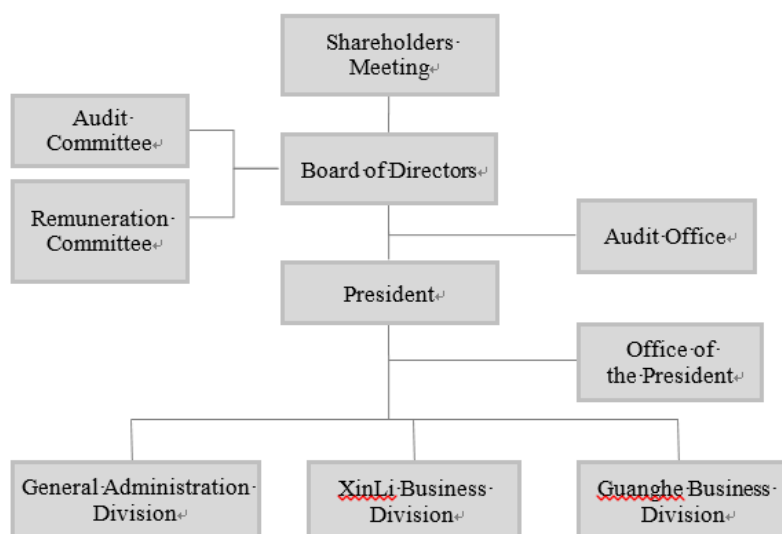 Shareholders
Meeting
Audit
Committee
Board of Directors
Remuneration
Committee
Audit Office
President
Office of
the President
General Administration
Division
XinLi Business
Division
Guanghe Business
Division